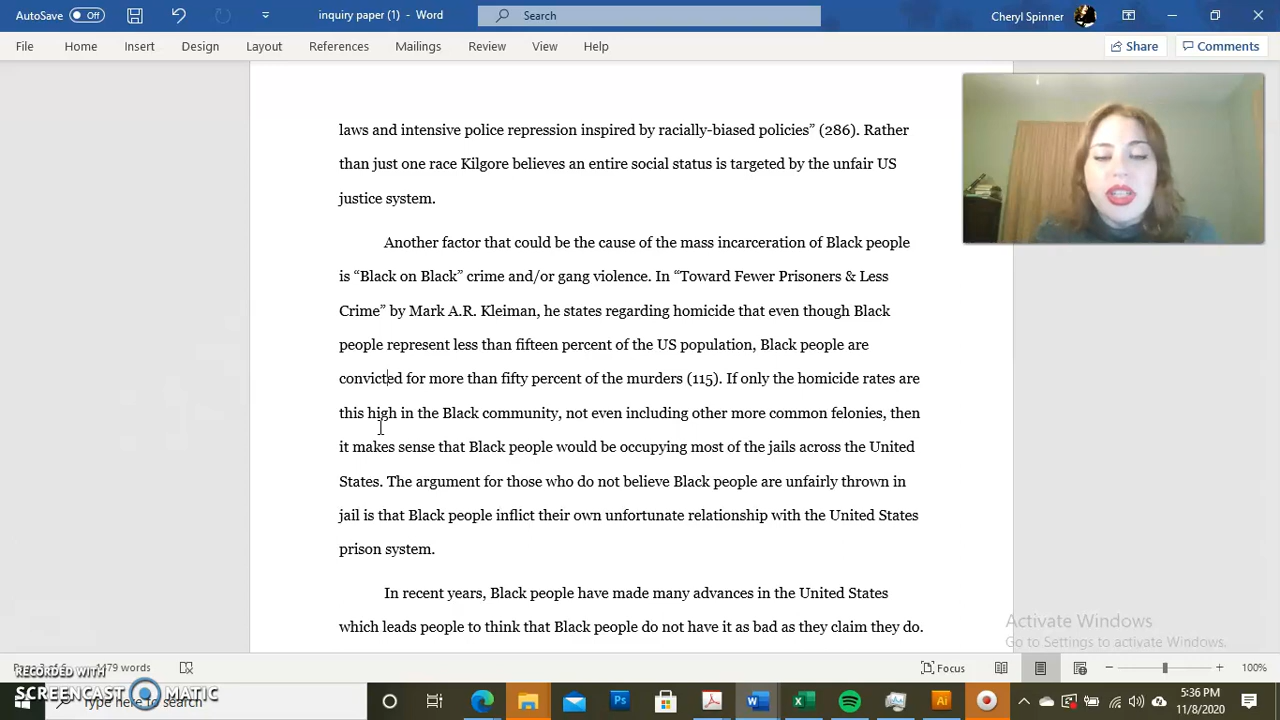 AutoSave Off inquiry paper (1) - Word Search Cheryl Spinner
File Home Insert Design Layout References Mailings Review View Help Share Comments
laws and intensive police repression inspired by racially-biased policies” (286). Rather
than just one race Kilgore believes an entire social status is targeted by the unfair US
justice system.
Another factor that could be the cause of the mass incarceration of Black people
is “Black on Black” crime and/or gang violence. In “Toward Fewer Prisoners & Less
Crime” by Mark A.R. Kleiman, he states regarding homicide that even though Black
people represent less than fifteen percent of the US population, Black people are
convicted for more than fifty percent of the murders (115). If only the homicide rates are
this high in the Black community, not even including other more common felonies, then
it makes sense that Black people would be occupying most of the jails across the United
States. The argument for those who do not believe Black people are unfairly thrown in
jail is that Black people inflict their own unfortunate relationship with the United States
prison system.
In recent years, Black people have made many advances in the United States
which leads people to think that Black people do not have it as bad as they claim they do.
Activate Windows
Go to Settings to activate Windows.
words Focus 100%
RECORDED WITH
SCREENCAST MATIC
Type here to search
5:36 PM
11/8/2020